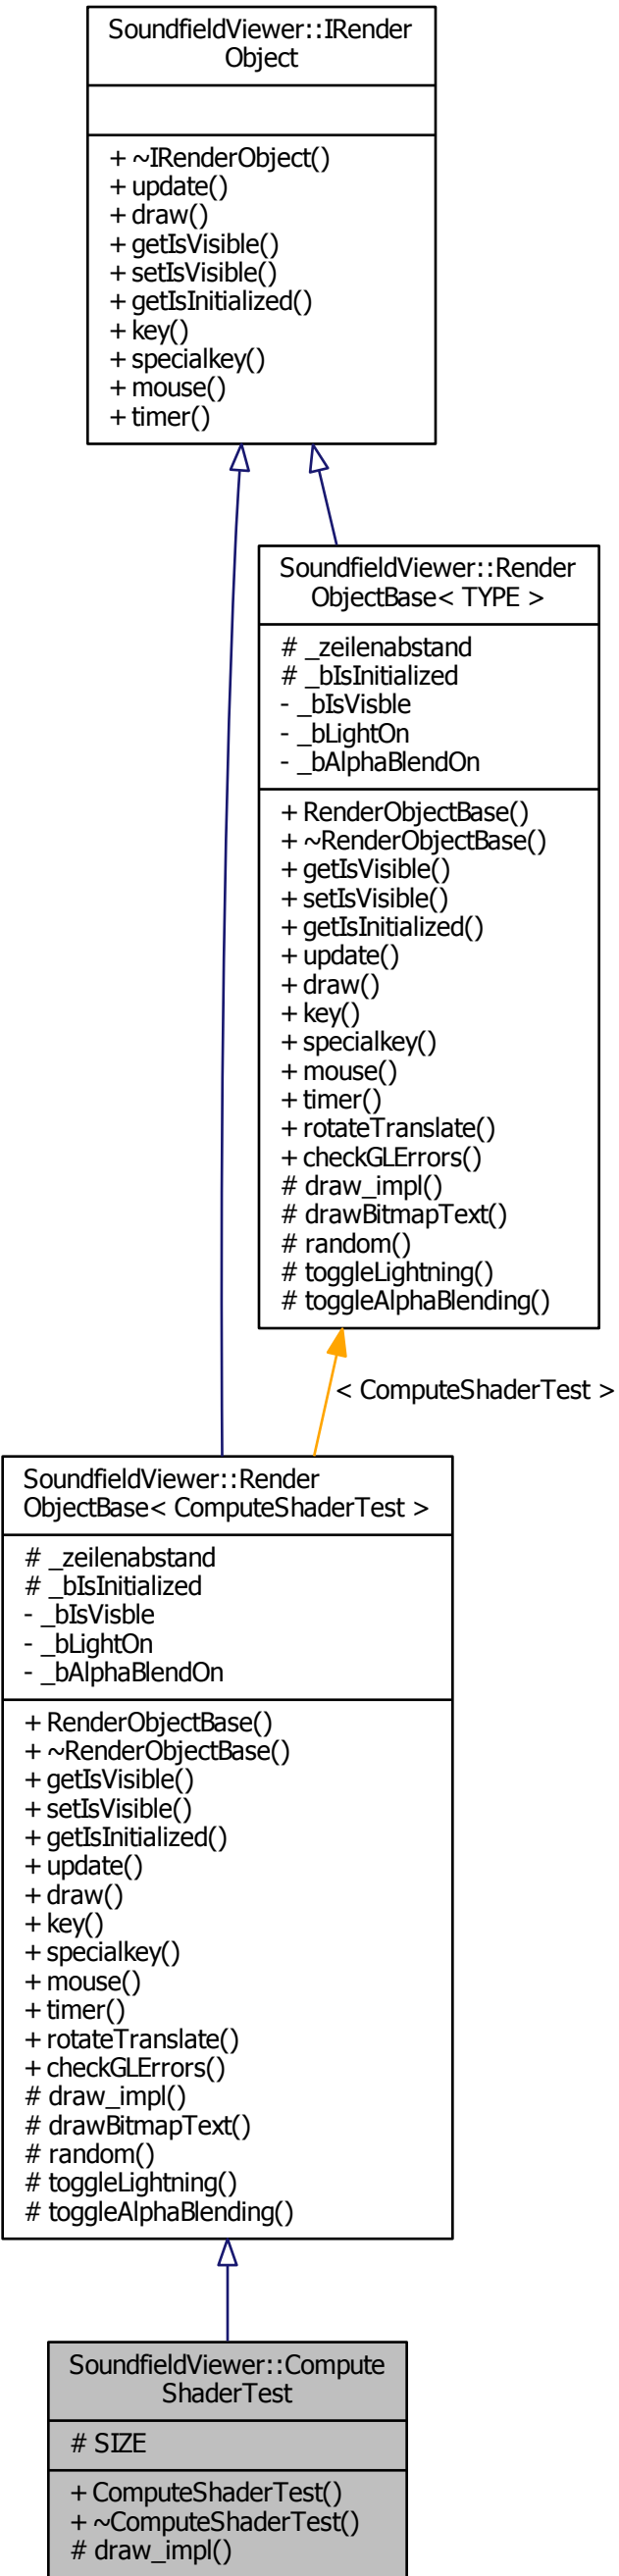 SoundfieldViewer::IRender
Object
+ ~IRenderObject()
+ update()
+ draw()
+ getIsVisible()
+ setIsVisible()
+ getIsInitialized()
+ key()
+ specialkey()
+ mouse()
+ timer()
SoundfieldViewer::Render
ObjectBase< TYPE >
# _zeilenabstand
# _bIsInitialized
- _bIsVisble
- _bLightOn
- _bAlphaBlendOn
+ RenderObjectBase()
+ ~RenderObjectBase()
+ getIsVisible()
+ setIsVisible()
+ getIsInitialized()
+ update()
+ draw()
+ key()
+ specialkey()
+ mouse()
+ timer()
+ rotateTranslate()
+ checkGLErrors()
# draw_impl()
# drawBitmapText()
# random()
# toggleLightning()
# toggleAlphaBlending()
< ComputeShaderTest >
SoundfieldViewer::Render
ObjectBase< ComputeShaderTest >
# _zeilenabstand
# _bIsInitialized
- _bIsVisble
- _bLightOn
- _bAlphaBlendOn
+ RenderObjectBase()
+ ~RenderObjectBase()
+ getIsVisible()
+ setIsVisible()
+ getIsInitialized()
+ update()
+ draw()
+ key()
+ specialkey()
+ mouse()
+ timer()
+ rotateTranslate()
+ checkGLErrors()
# draw_impl()
# drawBitmapText()
# random()
# toggleLightning()
# toggleAlphaBlending()
SoundfieldViewer::Compute
ShaderTest
# SIZE
+ ComputeShaderTest()
+ ~ComputeShaderTest()
# draw_impl()